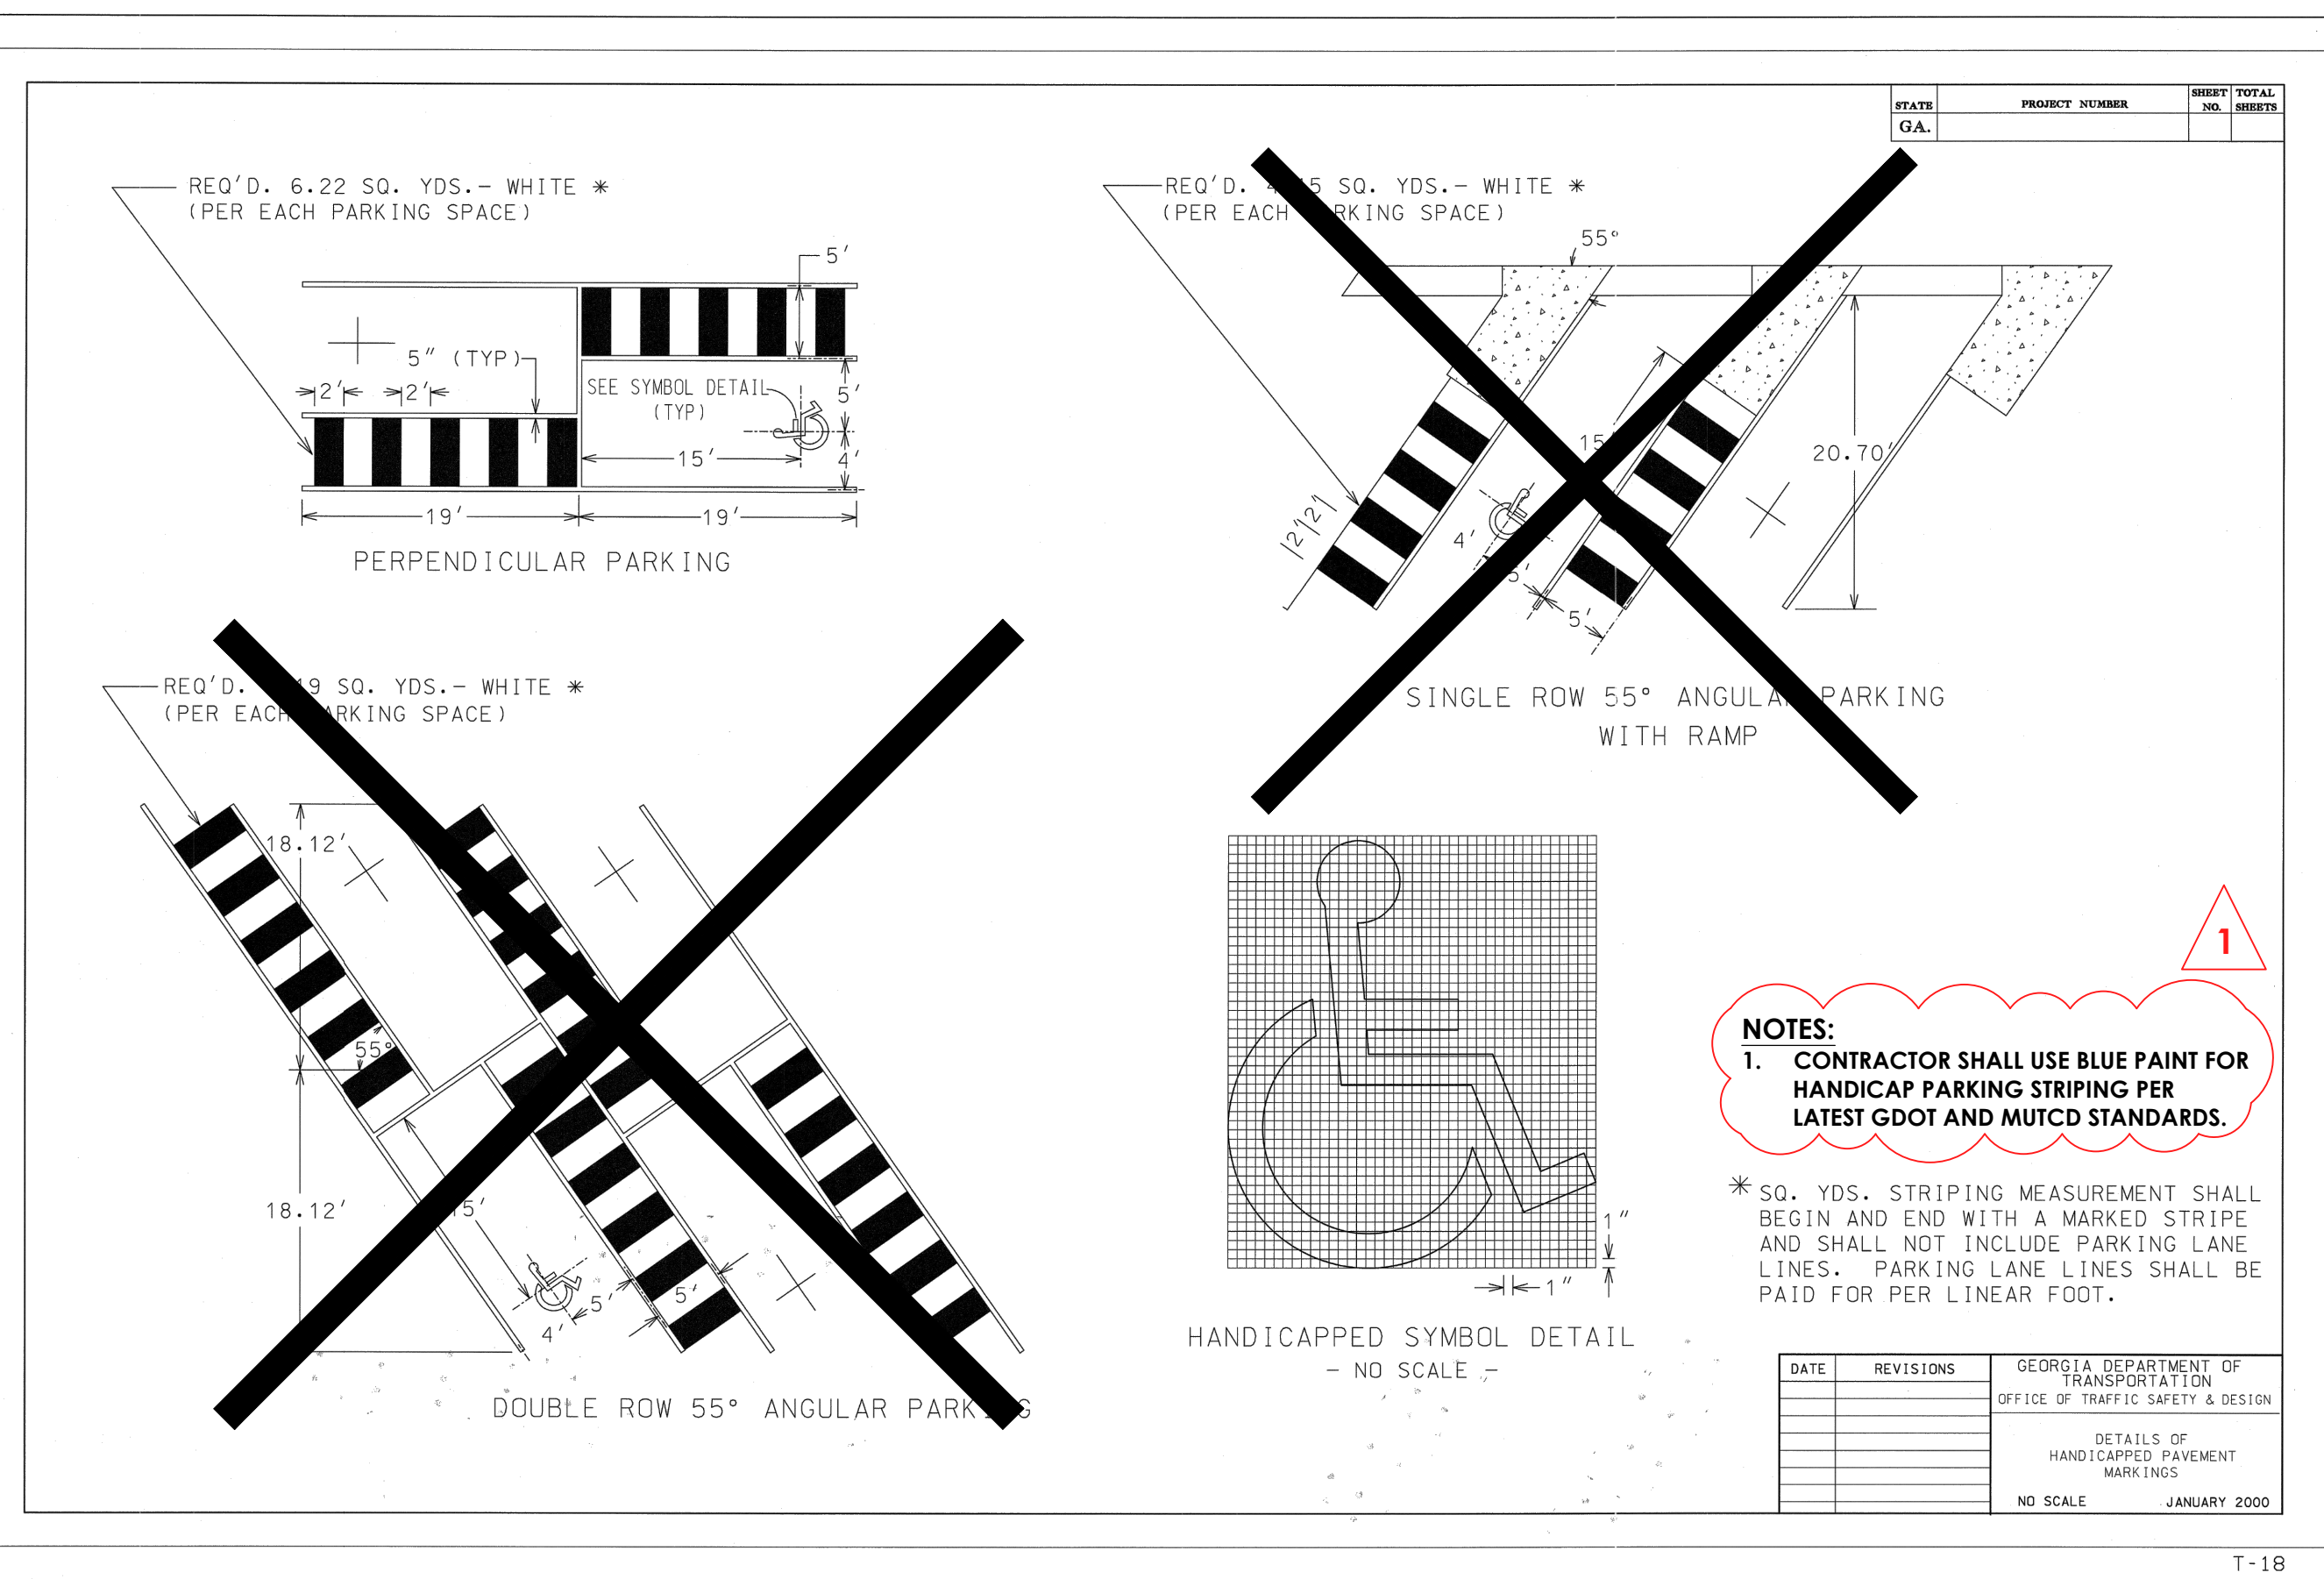 STATE
PROJECT NUMBER
SHEET NO.
TOTAL SHEETS
GA.
REQ'D. 6.22 SQ. YDS.- WHITE *
(PER EACH PARKING SPACE)
5'
5" (TYP)
2'
2'
SEE SYMBOL DETAIL
(TYP)
5'
15'
4'
19'
19'
PERPENDICULAR PARKING
REQ'D. SQ. YDS.- WHITE *
(PER EACH PARKING SPACE)
55°
15
20.70'
2'
2'
4'
5'
5'
SINGLE ROW 55° ANGULAR PARKING
WITH RAMP
REQ'D. SQ. YDS.- WHITE *
(PER EACH PARKING SPACE)
18.12'
55°
18.12'
15'
5'
5'
4'
DOUBLE ROW 55° ANGULAR PARKING
1"
1"
HANDICAPPED SYMBOL DETAIL
- NO SCALE -
1
NOTES:
1. CONTRACTOR SHALL USE BLUE PAINT FOR
HANDICAP PARKING STRIPING PER
LATEST GDOT AND MUTCD STANDARDS.
* SQ. YDS. STRIPING MEASUREMENT SHALL
BEGIN AND END WITH A MARKED STRIPE
AND SHALL NOT INCLUDE PARKING LANE
LINES. PARKING LANE LINES SHALL BE
PAID FOR PER LINEAR FOOT.
DATE
REVISIONS
GEORGIA DEPARTMENT OF
TRANSPORTATION
OFFICE OF TRAFFIC SAFETY & DESIGN
DETAILS OF
HANDICAPPED PAVEMENT
MARKINGS
NO SCALE
JANUARY 2000
T-18